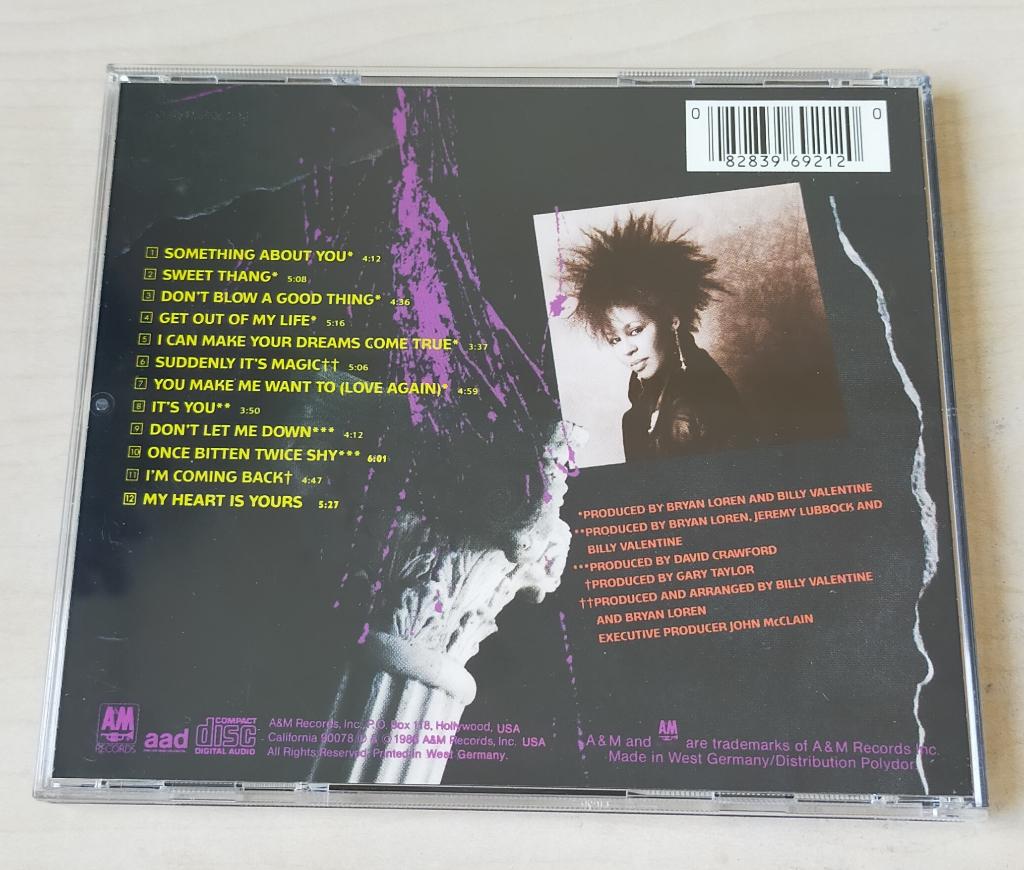 0 82839 69212 0
1 SOMETHING ABOUT YOU* 4:12
2 SWEET THANG* 5:08
3 DON'T BLOW A GOOD THING* 4:36
4 GET OUT OF MY LIFE* 5:16
5 I CAN MAKE YOUR DREAMS COME TRUE* 3:37
6 SUDDENLY IT'S MAGIC†† 5:06
7 YOU MAKE ME WANT TO (LOVE AGAIN)* 4:59
8 IT'S YOU** 3:50
9 DON'T LET ME DOWN*** 4:12
10 ONCE BITTEN TWICE SHY*** 6:01
11 I'M COMING BACK† 4:47
12 MY HEART IS YOURS 5:27
*PRODUCED BY BRYAN LOREN AND BILLY VALENTINE
**PRODUCED BY BRYAN LOREN, JEREMY LUBBOCK AND
BILLY VALENTINE
***PRODUCED BY DAVID CRAWFORD
†PRODUCED BY GARY TAYLOR
††PRODUCED AND ARRANGED BY BILLY VALENTINE
AND BRYAN LOREN
EXECUTIVE PRODUCER JOHN McCLAIN
A&M
RECORDS
aad
COMPACT
disc
DIGITAL AUDIO
A&M Records, Inc., P.O. Box 118, Hollywood, USA
California 90078 ℗ & © 1986 A&M Records, Inc. USA
All Rights Reserved. Printed in West Germany.
A&M and A&M are trademarks of A&M Records Inc.
Made in West Germany/Distribution Polydor